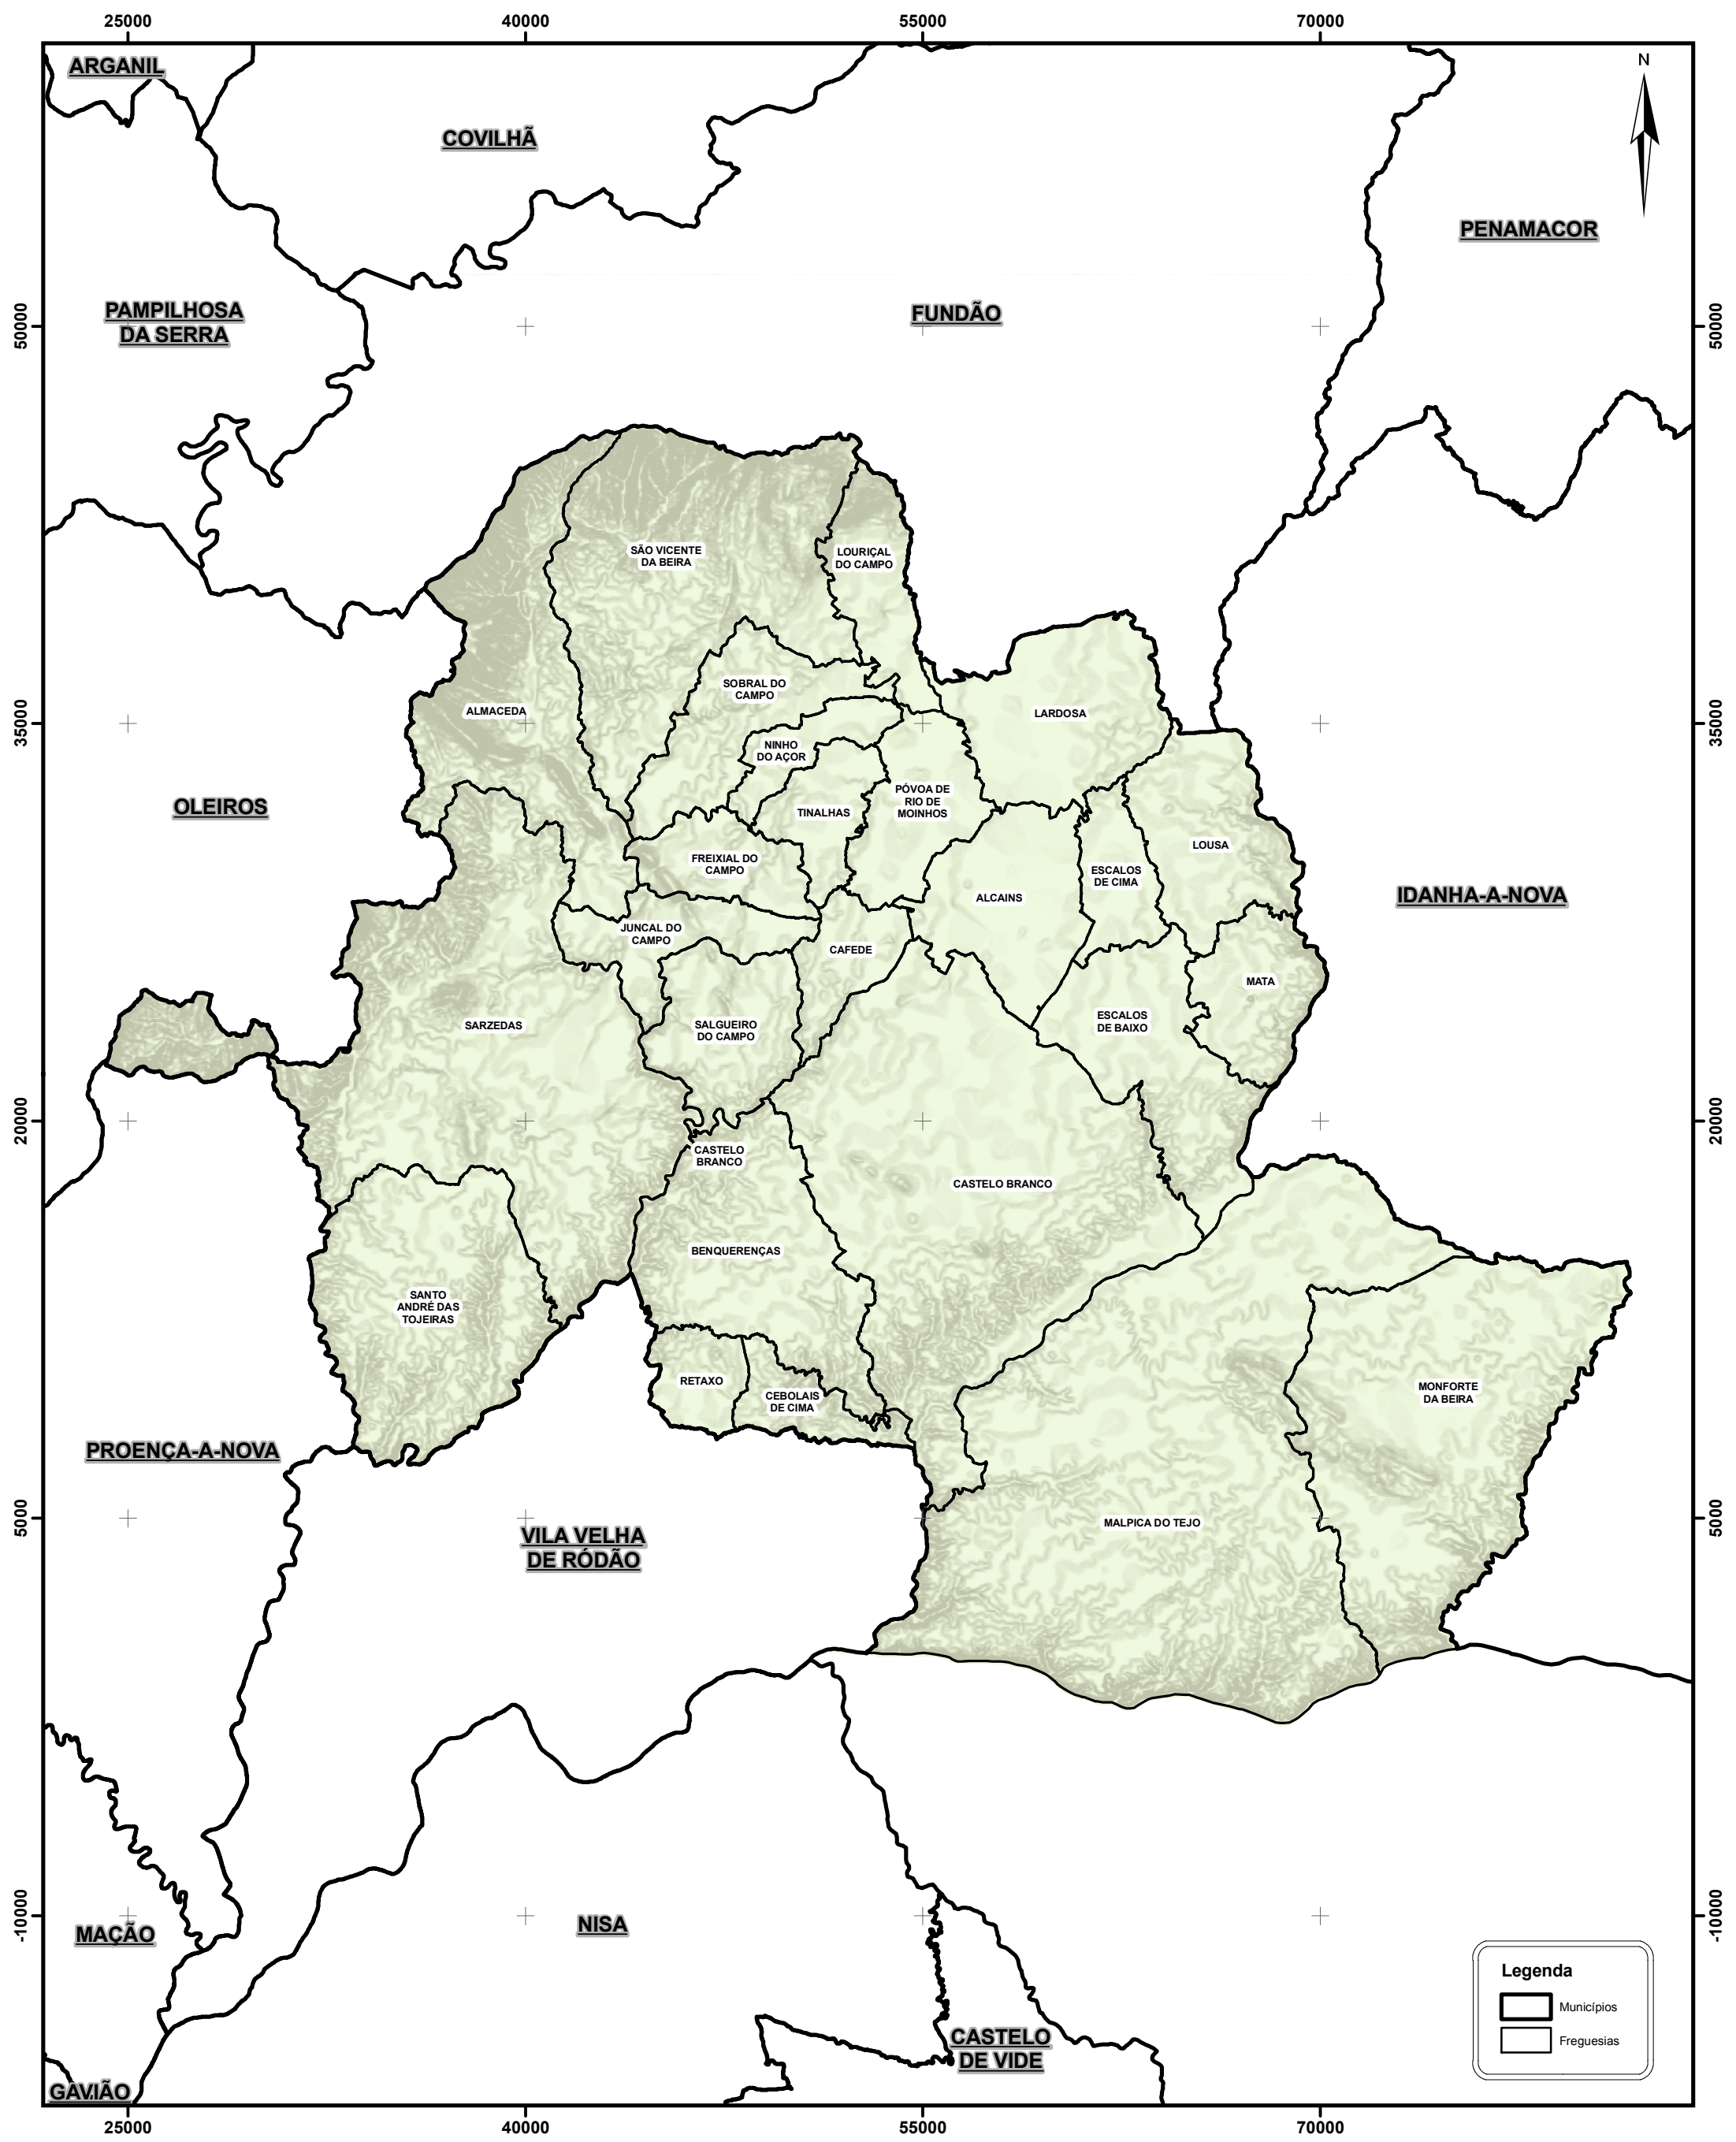 25000
40000
55000
70000
ARGANIL
N
COVILHÃ
PENAMACOR
PAMPILHOSA
DA SERRA
FUNDÃO
50000
50000
SÃO VICENTE
DA BEIRA
LOURIÇAL
DO CAMPO
SOBRAL DO
CAMPO
ALMACEDA
LARDOSA
35000
35000
NINHO
DO AÇOR
OLEIROS
TINALHAS
PÓVOA DE
RIO DE
MOINHOS
LOUSA
FREIXIAL DO
CAMPO
ESCALOS
DE CIMA
ALCAINS
IDANHA-A-NOVA
JUNCAL DO
CAMPO
CAFEDE
MATA
SARZEDAS
SALGUEIRO
DO CAMPO
ESCALOS
DE BAIXO
20000
20000
CASTELO
BRANCO
CASTELO BRANCO
BENQUERENÇAS
SANTO
ANDRÉ DAS
TOJEIRAS
RETAXO
CEBOLAIS
DE CIMA
MONFORTE
DA BEIRA
PROENÇA-A-NOVA
5000
5000
VILA VELHA
DE RÓDÃO
MALPICA DO TEJO
-10000
-10000
MAÇÃO
NISA
Legenda
Municípios
Freguesias
CASTELO
DE VIDE
GAVIÃO
25000
40000
55000
70000